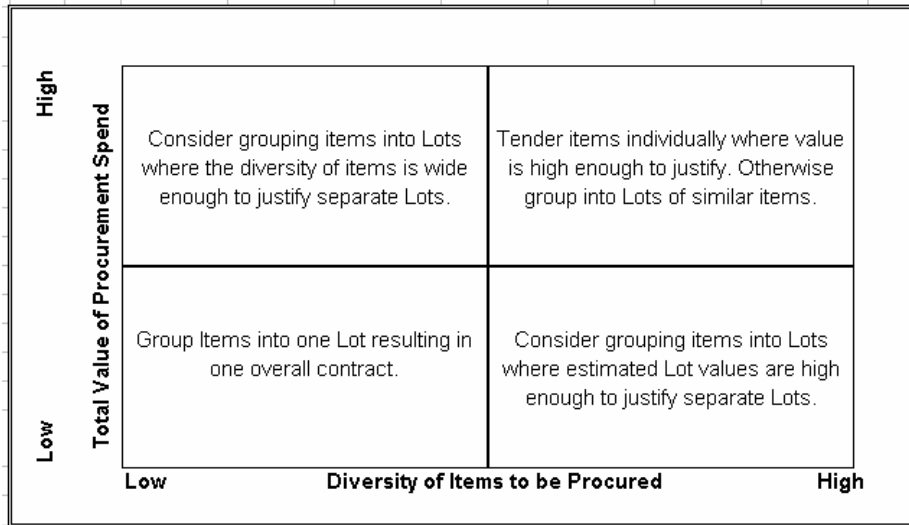 High
Total Value of Procurement Spend
Low
Consider grouping items into Lots
where the diversity of items is wide
enough to justify separate Lots.
Tender items individually where value
is high enough to justify. Otherwise
group into Lots of similar items.
Group Items into one Lot resulting in
one overall contract.
Consider grouping items into Lots
where estimated Lot values are high
enough to justify separate Lots.
Low
Diversity of Items to be Procured
High